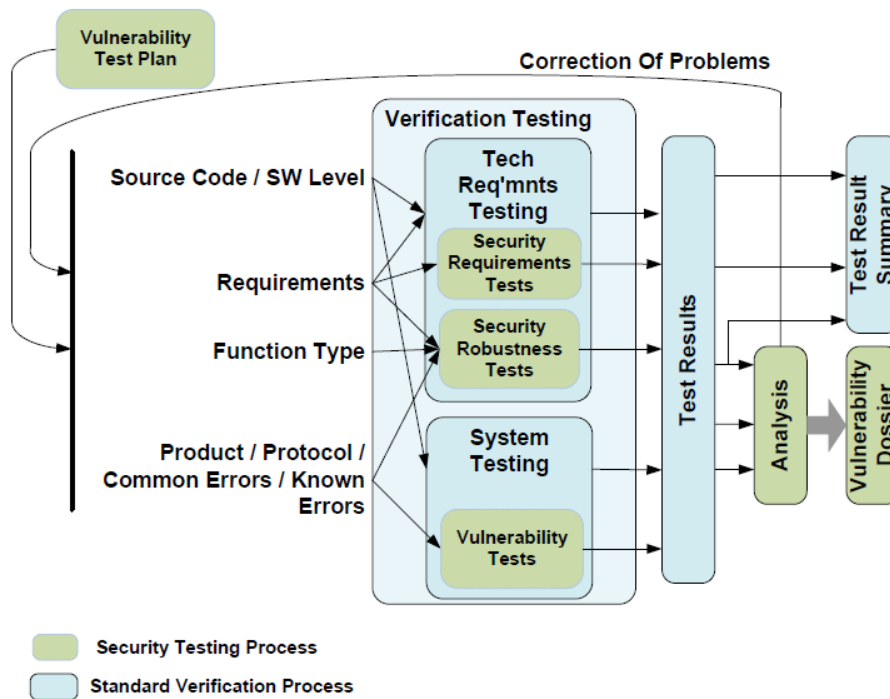 Vulnerability
Test Plan
Correction Of Problems
Verification Testing
Source Code / SW Level
Tech
Req'mnts
Testing
Security
Requirements
Tests
Requirements
Function Type
Security
Robustness
Tests
Product / Protocol /
Common Errors / Known
Errors
System
Testing
Vulnerability
Tests
Test Results
Test Result
Summary
Analysis
Vulnerability
Dossier
Security Testing Process
Standard Verification Process